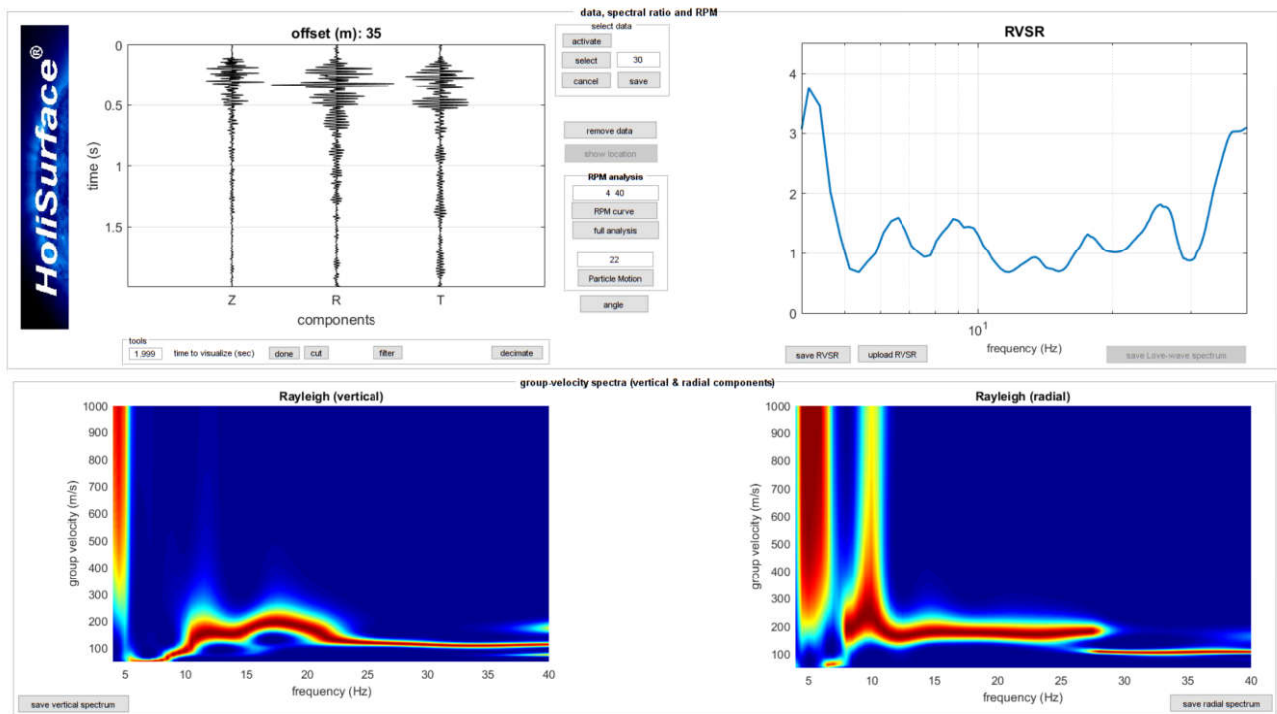 data, spectral ratio and RPM
HoliSurface®
offset (m): 35
time (s)
0
0.5
1
1.5
Z R T
components
tools
1.999 time to visualize (sec) done cut filter decimate
select data
activate
select 30
cancel save
remove data
show location
RPM analysis
4 40
RPM curve
full analysis
22
Particle Motion
angle
RVSR
4
3
2
1
0
10¹
frequency (Hz)
save RVSR upload RVSR save Love-wave spectrum
group-velocity spectra (vertical & radial components)
Rayleigh (vertical)
group velocity (m/s)
1000
900
800
700
600
500
400
300
200
100
5 10 15 20 25 30 35 40
frequency (Hz)
save vertical spectrum
Rayleigh (radial)
group velocity (m/s)
1000
900
800
700
600
500
400
300
200
100
5 10 15 20 25 30 35 40
frequency (Hz)
save radial spectrum